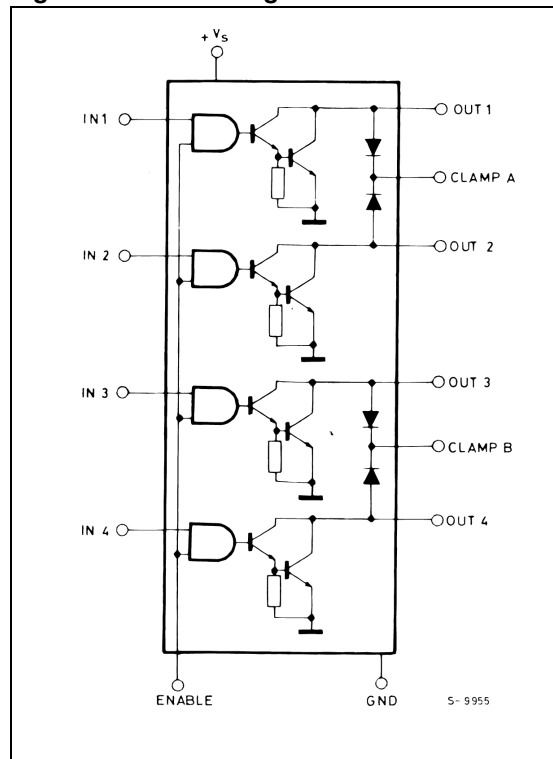 + Vs
IN1
OUT 1
CLAMP A
IN 2
OUT 2
IN 3
OUT 3
CLAMP B
IN 4
OUT 4
ENABLE
GND
S- 9955